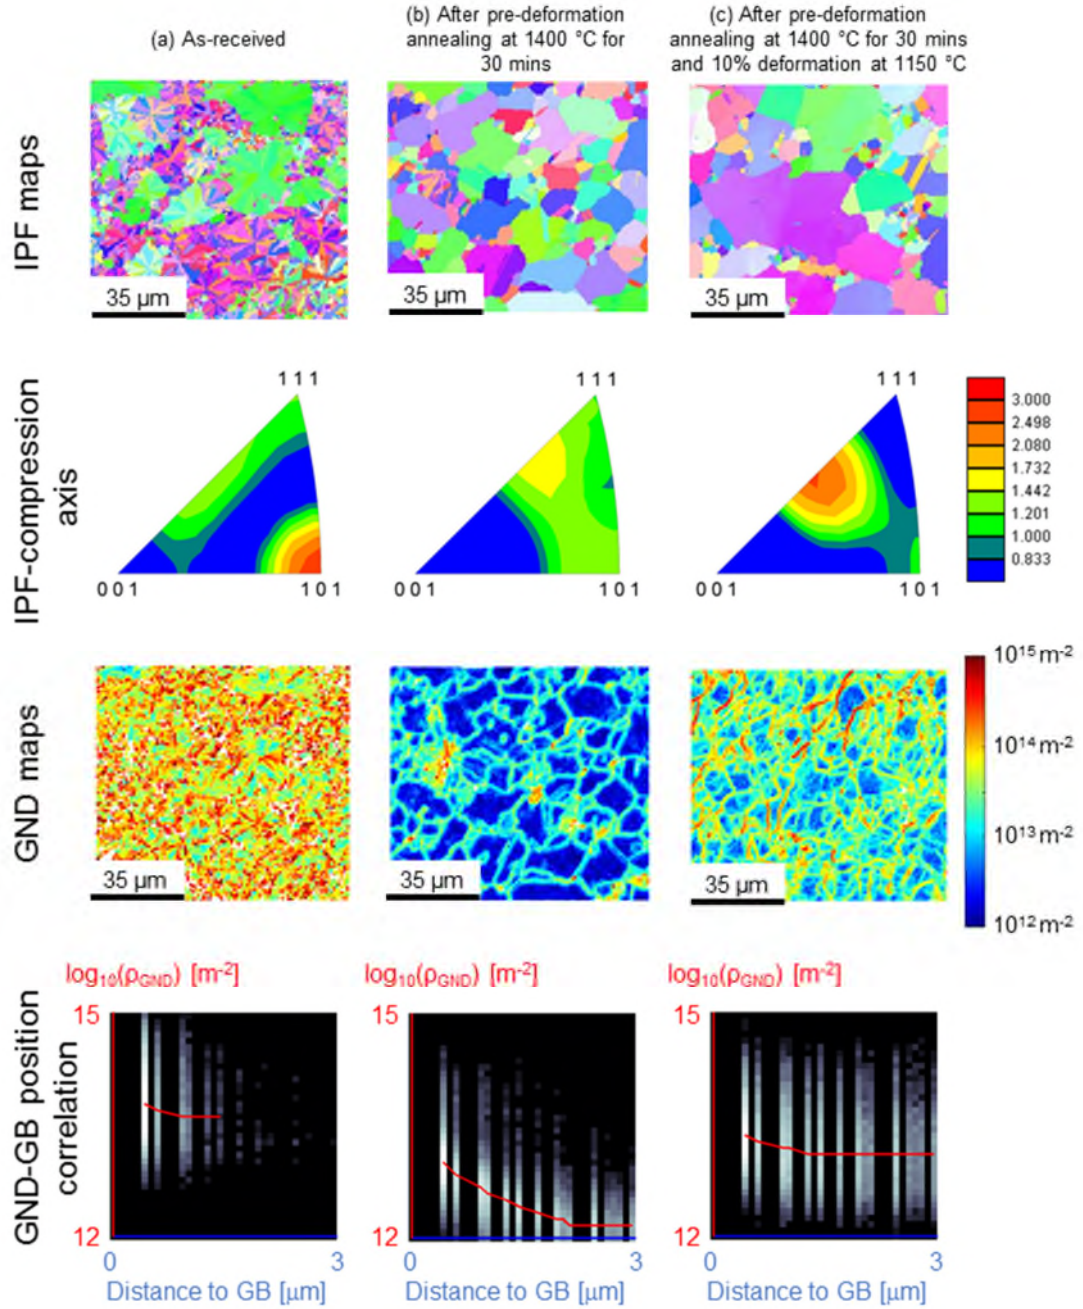 (a) As-received
(b) After pre-deformation
annealing at 1400 °C for
30 mins
(c) After pre-deformation
annealing at 1400 °C for 30 mins
and 10% deformation at 1150 °C
IPF maps
35 µm
35 µm
35 µm
IPF-compression
axis
1 1 1
0 0 1
1 0 1
1 1 1
0 0 1
1 0 1
1 1 1
0 0 1
1 0 1
3.000
2.498
2.080
1.732
1.442
1.201
1.000
0.833
GND maps
35 µm
35 µm
35 µm
10¹⁵ m⁻²
10¹⁴ m⁻²
10¹³ m⁻²
10¹² m⁻²
GND-GB position
correlation
log₁₀(ρGND) [m⁻²]
15
12
0
3
Distance to GB [µm]
log₁₀(ρGND) [m⁻²]
15
12
0
3
Distance to GB [µm]
log₁₀(ρGND) [m⁻²]
15
12
0
3
Distance to GB [µm]